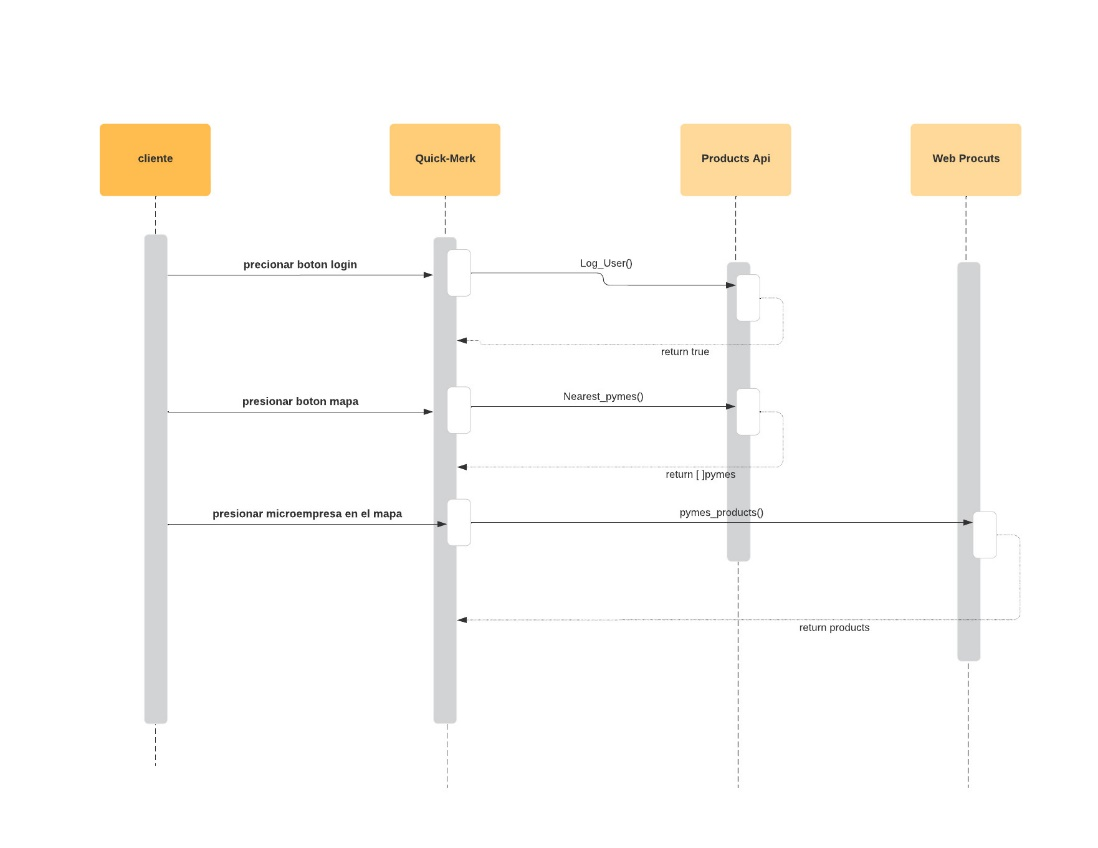 cliente
Quick-Merk
Products Api
Web Procuts
precionar boton login
Log_User()
return true
presionar boton mapa
Nearest_pymes()
return [ ]pymes
presionar microempresa en el mapa
pymes_products()
return products